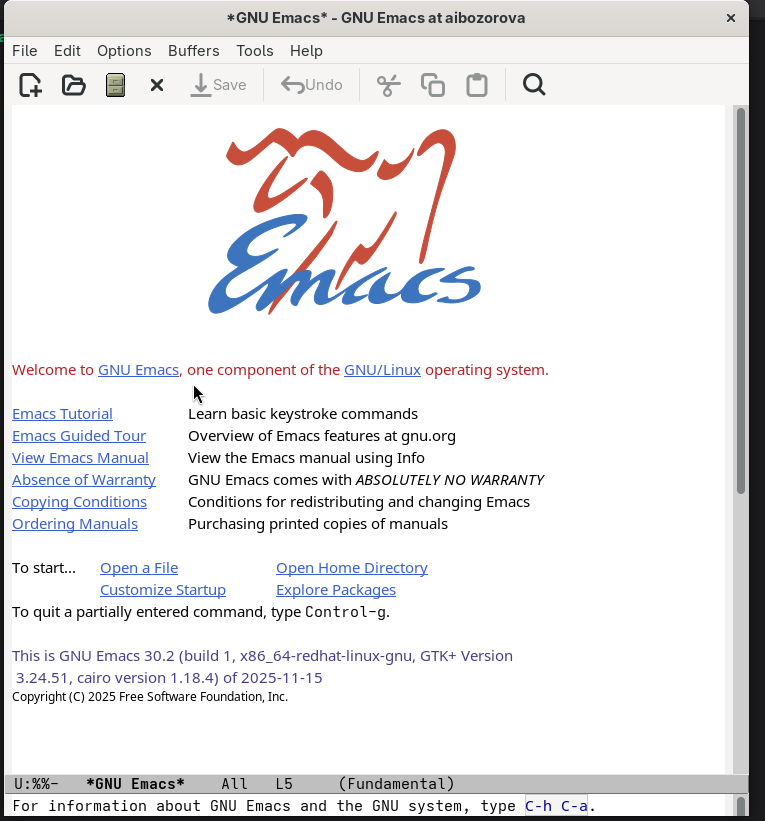 *GNU Emacs* - GNU Emacs at aibozorova
File Edit Options Buffers Tools Help
Save Undo
Emacs
Welcome to GNU Emacs, one component of the GNU/Linux operating system.
Emacs Tutorial Learn basic keystroke commands
Emacs Guided Tour Overview of Emacs features at gnu.org
View Emacs Manual View the Emacs manual using Info
Absence of Warranty GNU Emacs comes with ABSOLUTELY NO WARRANTY
Copying Conditions Conditions for redistributing and changing Emacs
Ordering Manuals Purchasing printed copies of manuals
To start... Open a File Open Home Directory
Customize Startup Explore Packages
To quit a partially entered command, type Control-g.
This is GNU Emacs 30.2 (build 1, x86_64-redhat-linux-gnu, GTK+ Version
3.24.51, cairo version 1.18.4) of 2025-11-15
Copyright (C) 2025 Free Software Foundation, Inc.
U:%%- *GNU Emacs* All L5 (Fundamental)
For information about GNU Emacs and the GNU system, type C-h C-a.